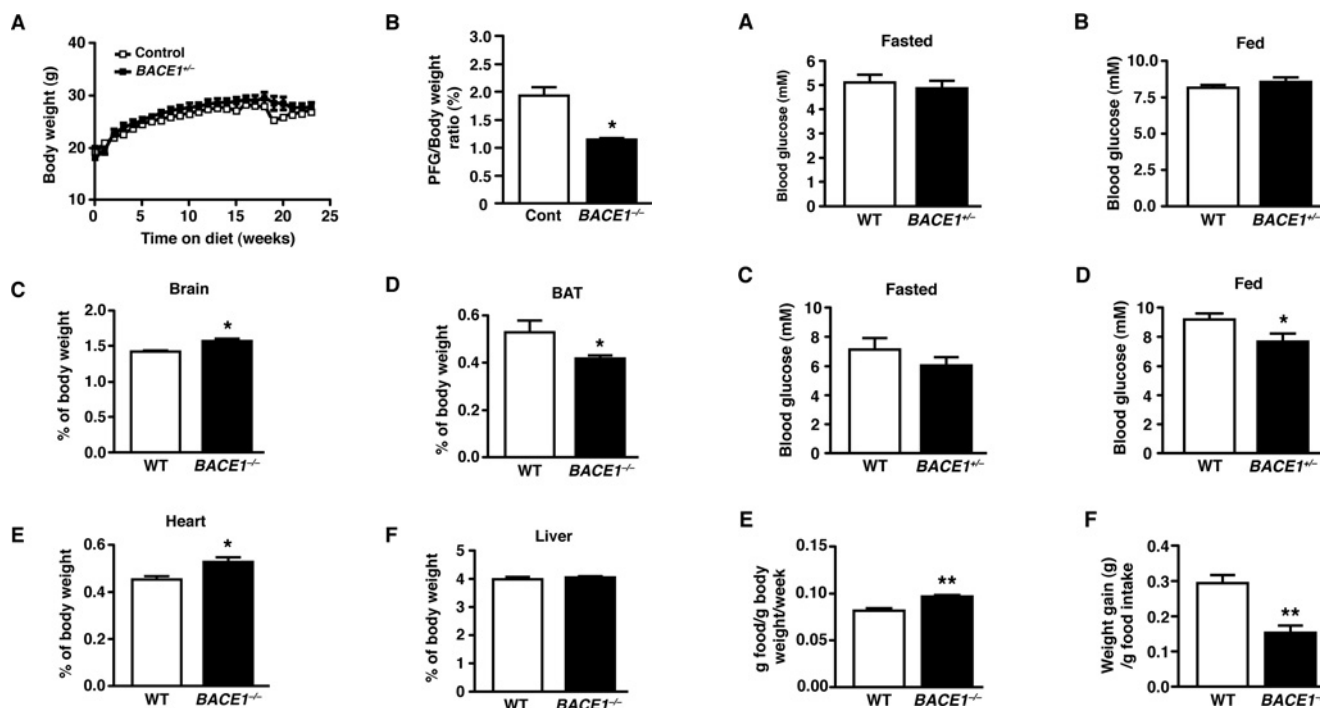 A
Body weight (g)
40
30
20
10
Control
BACE1+/–
0 5 10 15 20 25
Time on diet (weeks)
B
PFG/Body weight
ratio (%)
2.5
2.0
1.5
1.0
0.5
0
*
Cont BACE1–/–
A
Fasted
Blood glucose (mM)
6
5
4
3
2
1
0
WT BACE1+/–
B
Fed
Blood glucose (mM)
10.0
7.5
5.0
2.5
0
WT BACE1+/–
C
Brain
% of body weight
2.0
1.5
1.0
0.5
0.0
*
WT BACE1–/–
D
BAT
% of body weight
0.6
0.4
0.2
0.0
*
WT BACE1–/–
C
Fasted
Blood glucose (mM)
10
8
6
4
2
0
WT BACE1+/–
D
Fed
Blood glucose (mM)
10
8
6
4
2
0
*
WT BACE1+/–
E
Heart
% of body weight
0.6
0.4
0.2
0.0
*
WT BACE1–/–
F
Liver
% of body weight
5
4
3
2
1
0
WT BACE1–/–
E
g food/g body
weight/week
0.15
0.10
0.05
0.00
**
WT BACE1–/–
F
Weight gain (g)
/g food intake
0.4
0.3
0.2
0.1
0.0
**
WT BACE1–/